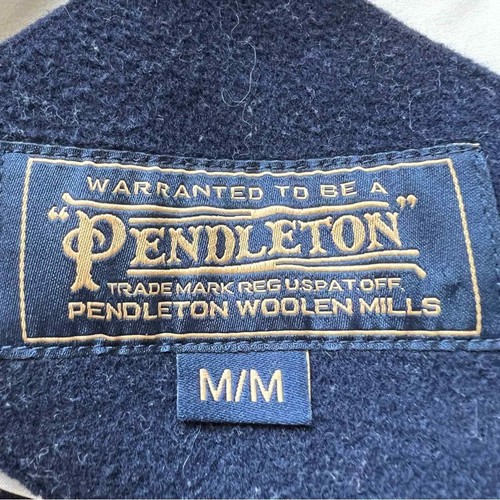 WARRANTED TO BE A
"PENDLETON"
TRADE MARK REG U.S.PAT.OFF.
PENDLETON WOOLEN MILLS
M/M